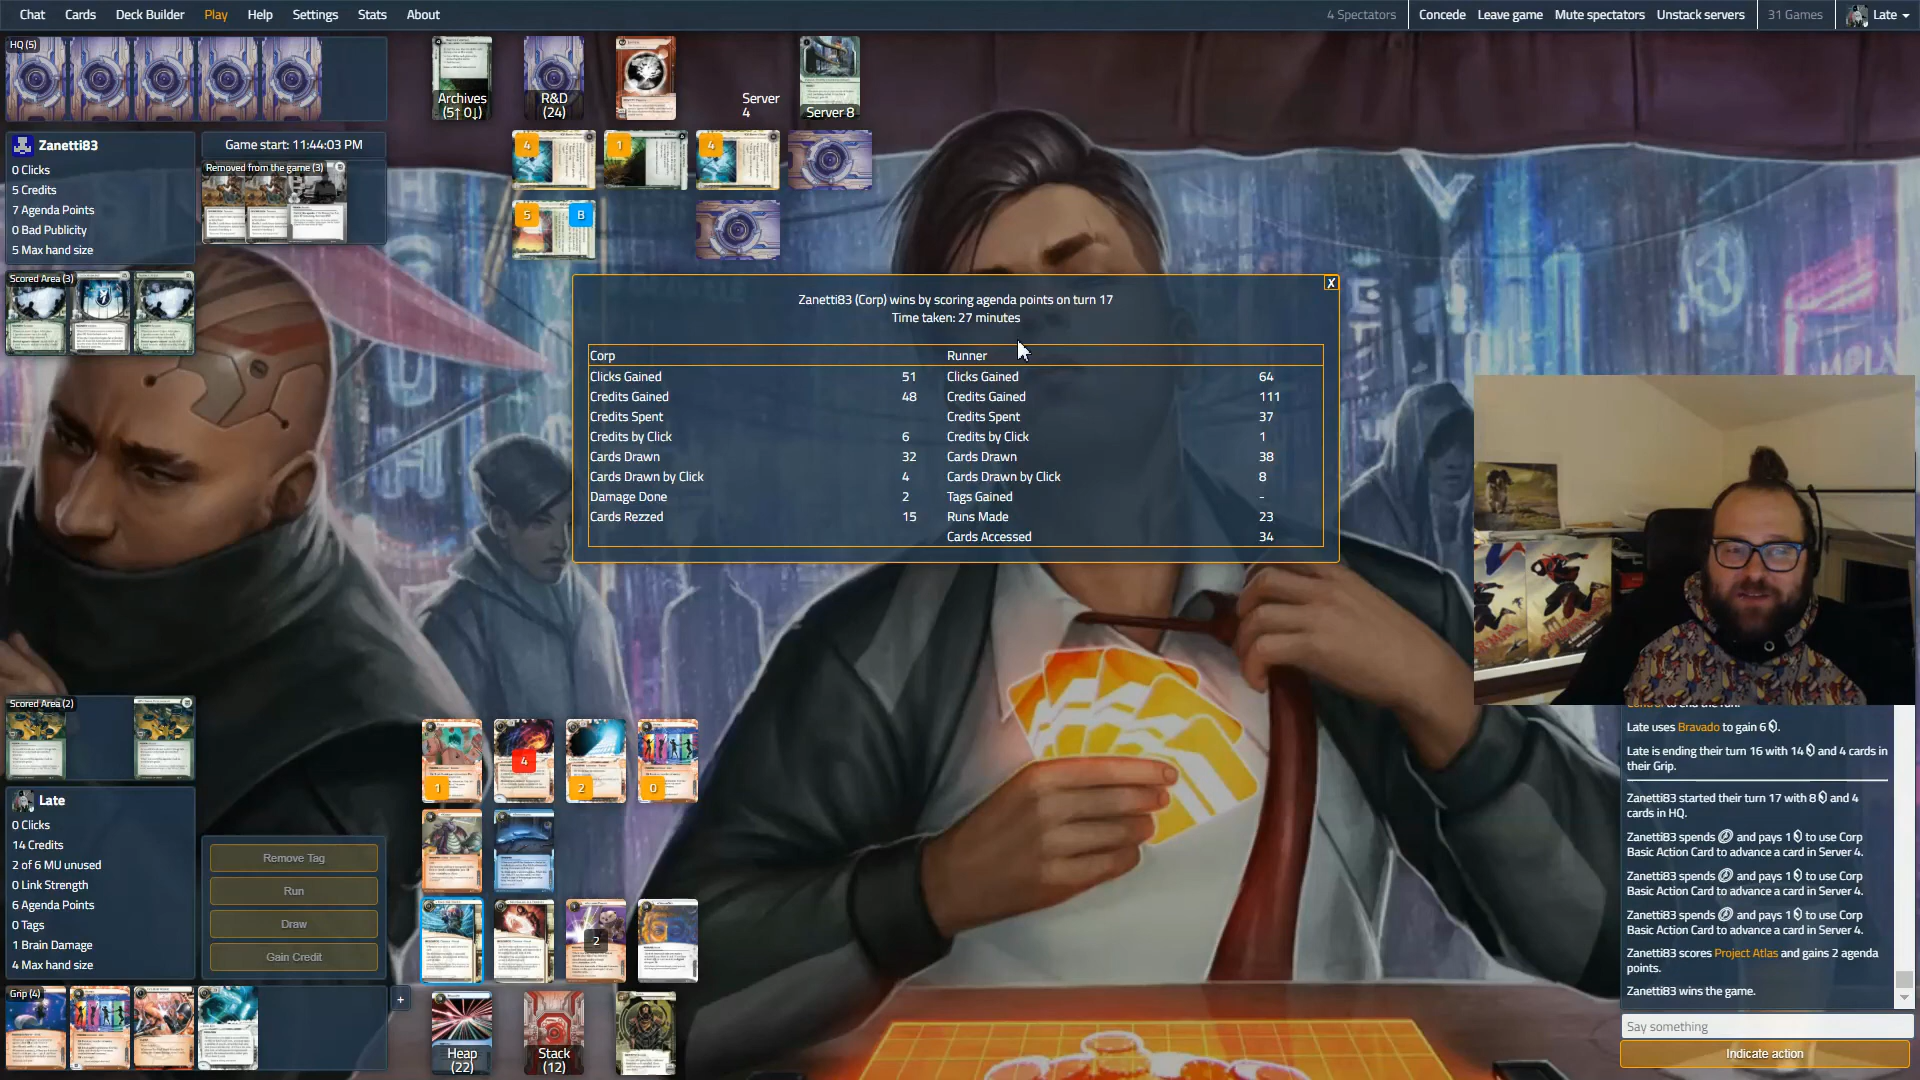 Chat Cards Deck Builder Play Help Settings Stats About
4 Spectators Concede Leave game Mute spectators Unstack servers 31 Games Late
HQ (5)
Archives
(5↑ 0↓)
R&D
(24)
Server
4
Server 8
Zanetti83
0 Clicks
5 Credits
7 Agenda Points
0 Bad Publicity
5 Max hand size
Game start: 11:44:03 PM
Removed from the game (3)
4
1
4
5
8
Scored Area (3)
X
Zanetti83 (Corp) wins by scoring agenda points on turn 17
Time taken: 27 minutes
Corp Runner
Clicks Gained 51 Clicks Gained 64
Credits Gained 48 Credits Gained 111
Credits Spent Credits Spent 37
Credits by Click 6 Credits by Click 1
Cards Drawn 32 Cards Drawn 38
Cards Drawn by Click 4 Cards Drawn by Click 8
Damage Done 2 Tags Gained -
Cards Rezzed 15 Runs Made 23
Cards Accessed 34
Scored Area (2)
Late
0 Clicks
14 Credits
2 of 6 MU unused
0 Link Strength
6 Agenda Points
0 Tags
1 Brain Damage
4 Max hand size
Remove Tag
Run
Draw
Gain Credit
1
4
2
0
2
Grip (4)
+
Heap
(22)
Stack
(12)
Late uses Bravado to gain 6
Late is ending their turn 16 with 14 and 4 cards in
their Grip.
Zanetti83 started their turn 17 with 8 and 4
cards in HQ.
Zanetti83 spends and pays 1 to use Corp
Basic Action Card to advance a card in Server 4.
Zanetti83 spends and pays 1 to use Corp
Basic Action Card to advance a card in Server 4.
Zanetti83 spends and pays 1 to use Corp
Basic Action Card to advance a card in Server 4.
Zanetti83 scores Project Atlas and gains 2 agenda
points.
Zanetti83 wins the game.
Say something
Indicate action